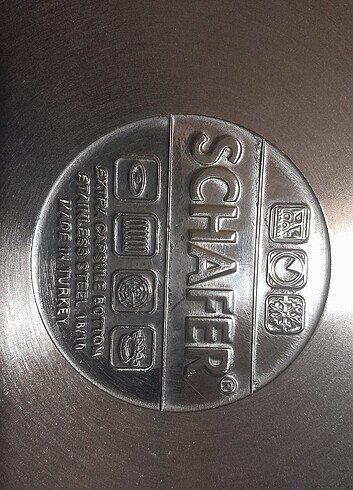 SCHAFER®
EXTRA CAPSULE BOTTOM
STAINLESS STEEL 18/10
MADE IN TURKEY